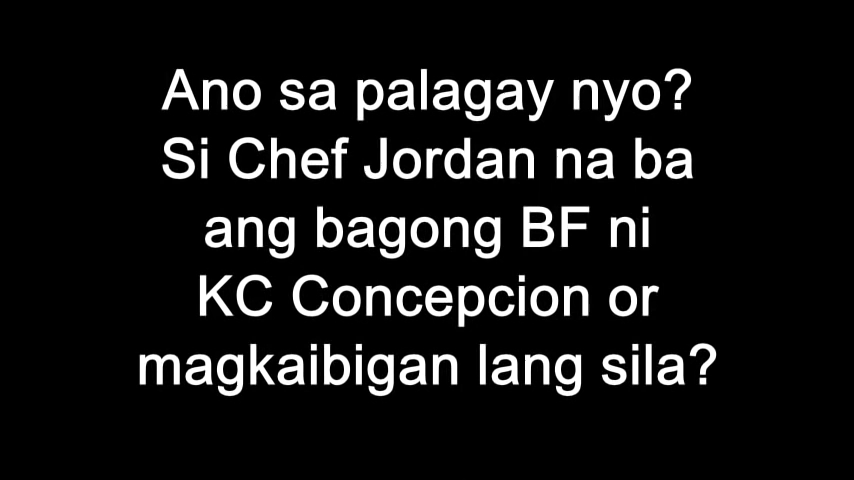 Ano sa palagay nyo?
Si Chef Jordan na ba
ang bagong BF ni
KC Concepcion or
magkaibigan lang sila?